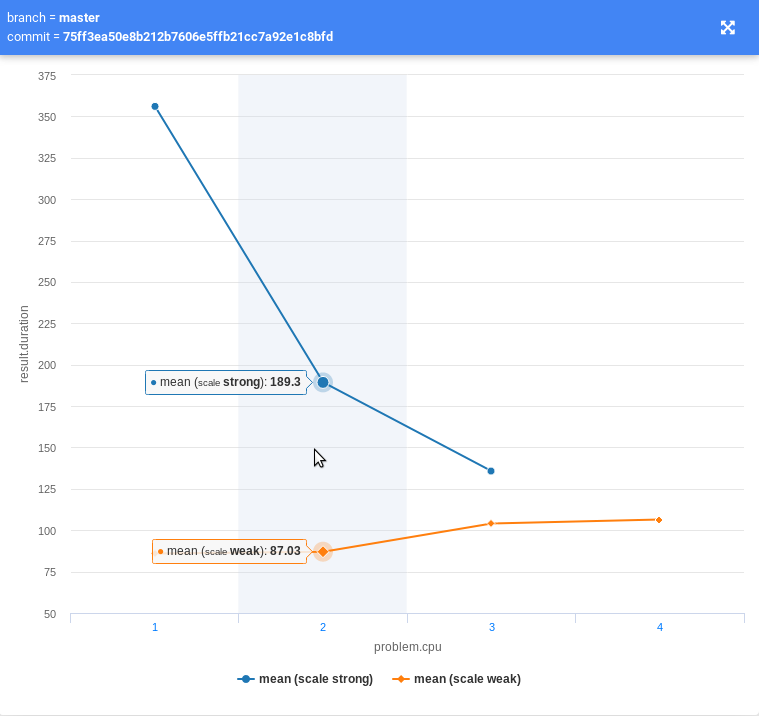 branch = master
commit = 75ff3ea50e8b212b7606e5ffb21cc7a92e1c8bfd
375
350
325
300
275
250
225
200
175
150
125
100
75
50
result.duration
mean (scale strong): 189.3
mean (scale weak): 87.03
1 2 3 4
problem.cpu
mean (scale strong) mean (scale weak)